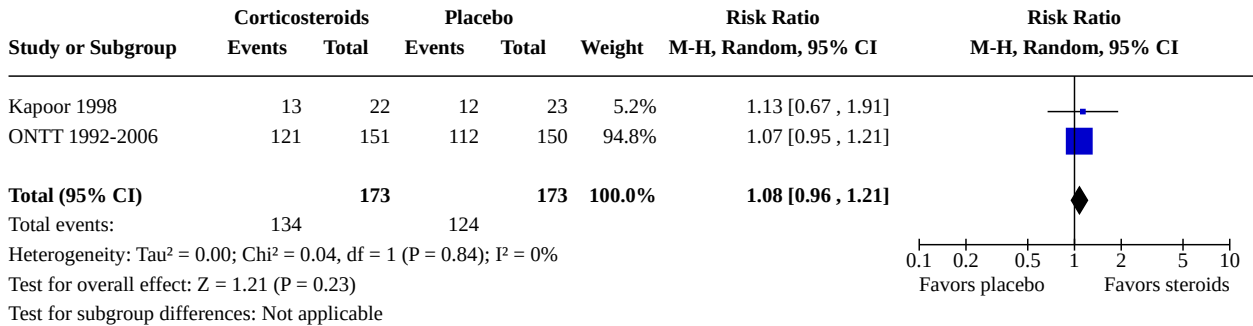 Corticosteroids Placebo Risk Ratio Risk Ratio
Study or Subgroup Events Total Events Total Weight M-H, Random, 95% CI M-H, Random, 95% CI
Kapoor 1998 13 22 12 23 5.2% 1.13 [0.67 , 1.91]
ONTT 1992-2006 121 151 112 150 94.8% 1.07 [0.95 , 1.21]
Total (95% CI) 173 173 100.0% 1.08 [0.96 , 1.21]
Total events: 134 124
Heterogeneity: Tau² = 0.00; Chi² = 0.04, df = 1 (P = 0.84); I² = 0%
Test for overall effect: Z = 1.21 (P = 0.23)
Test for subgroup differences: Not applicable
0.1 0.2 0.5 1 2 5 10
Favors placebo Favors steroids